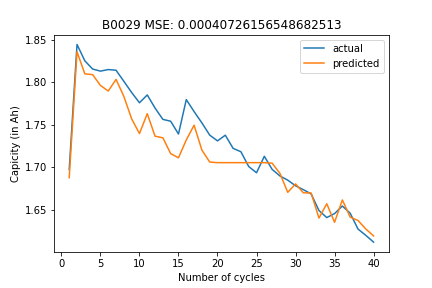 B0029 MSE: 0.00040726156548682513
actual
predicted
Capicity (in Ah)
1.85
1.80
1.75
1.70
1.65
0 5 10 15 20 25 30 35 40
Number of cycles